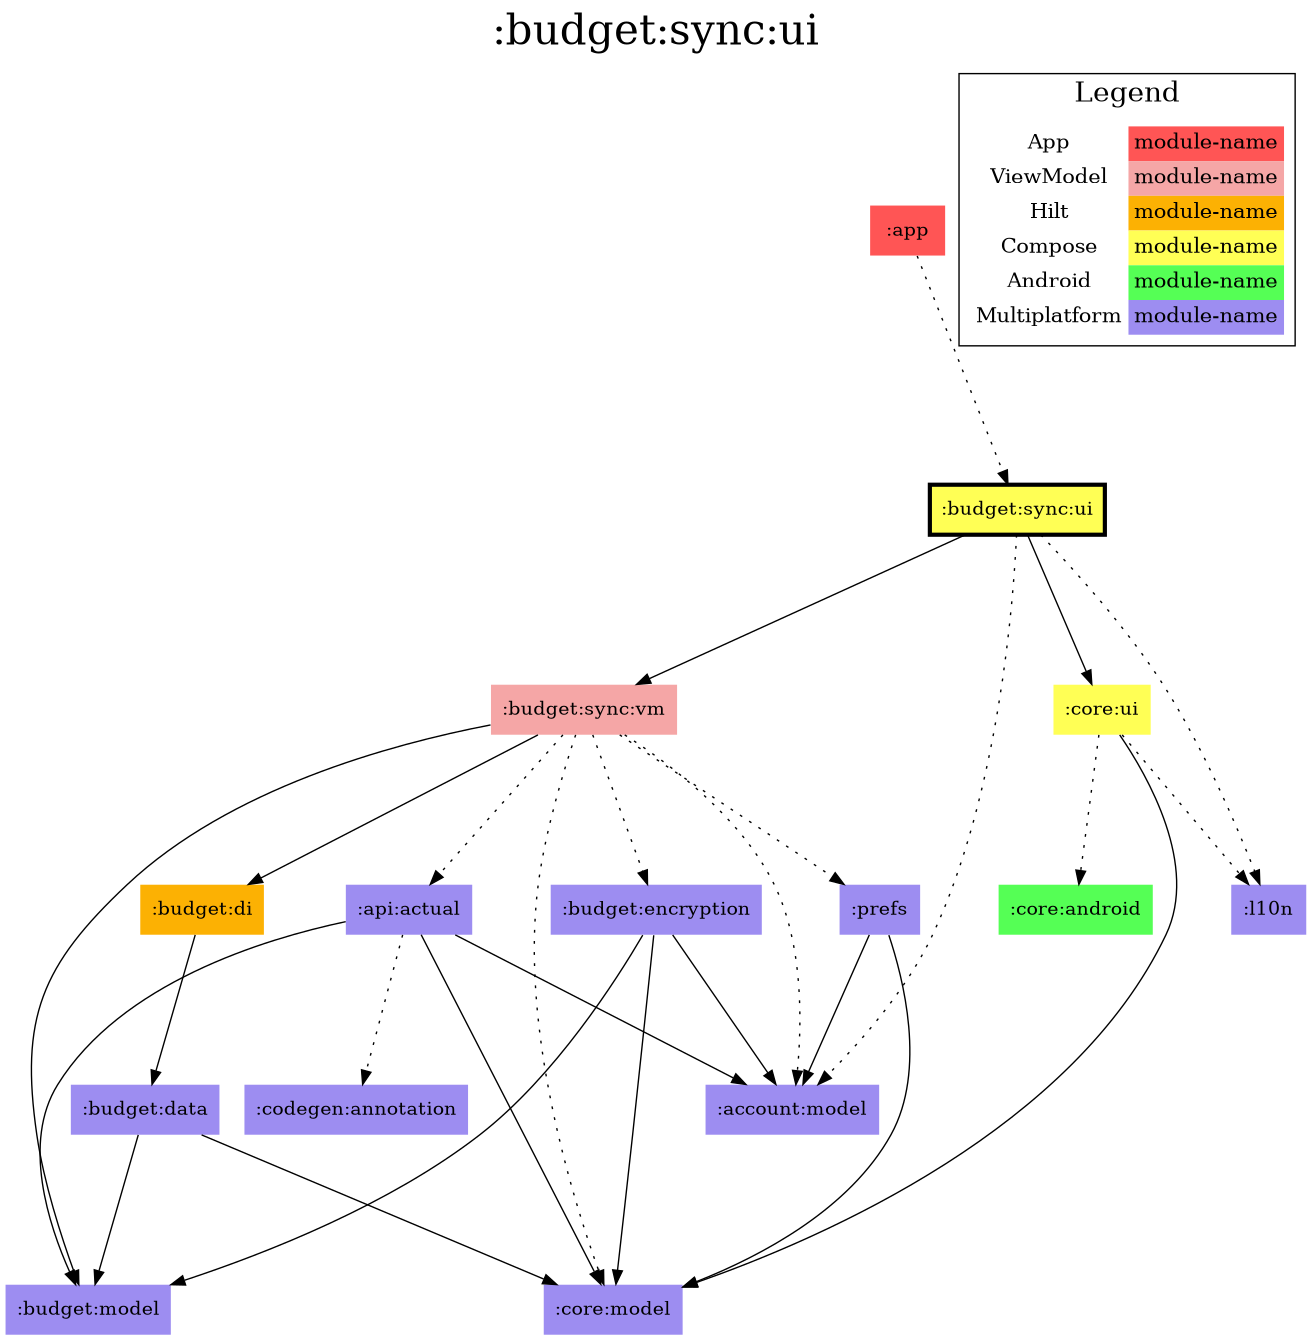 :budget:sync:ui
Legend
App module-name
ViewModel module-name
Hilt module-name
Compose module-name
Android module-name
Multiplatform module-name
:app
:budget:sync:ui
:budget:sync:vm
:core:ui
:budget:di
:api:actual
:budget:encryption
:prefs
:core:android
:l10n
:budget:data
:codegen:annotation
:account:model
:budget:model
:core:model